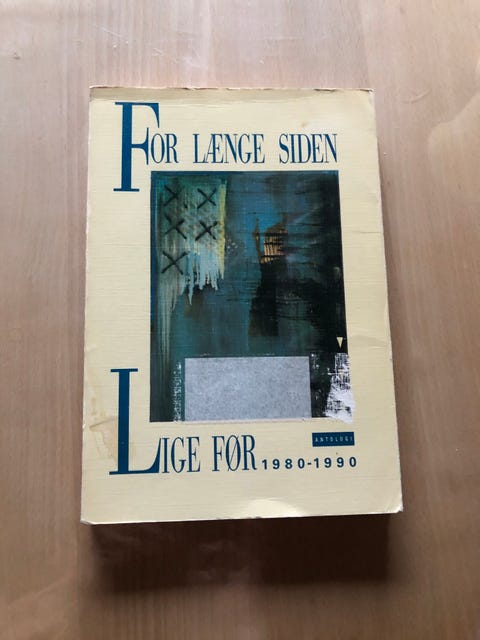 FOR LÆNGE SIDEN
ANTOLOGI
LIGE FØR 1980-1990